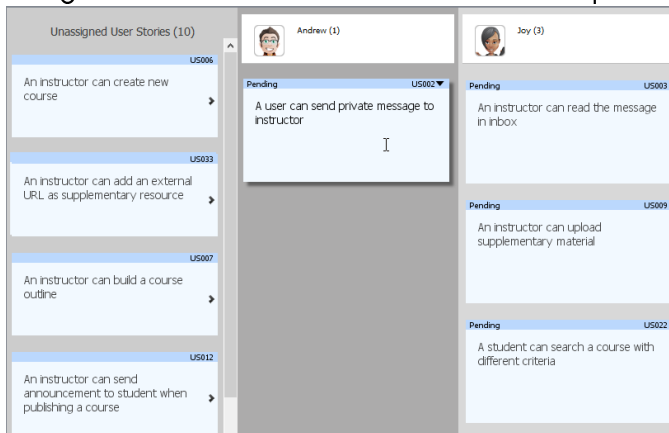 Unassigned User Stories (10)
US006
An instructor can create new
course
US033
An instructor can add an external
URL as supplementary resource
US007
An instructor can build a course
outline
US012
An instructor can send
announcement to student when
publishing a course
Andrew (1)
Pending US002
A user can send private message to
instructor
Joy (3)
Pending US003
An instructor can read the message
in inbox
Pending US009
An instructor can upload
supplementary material
Pending US022
A student can search a course with
different criteria